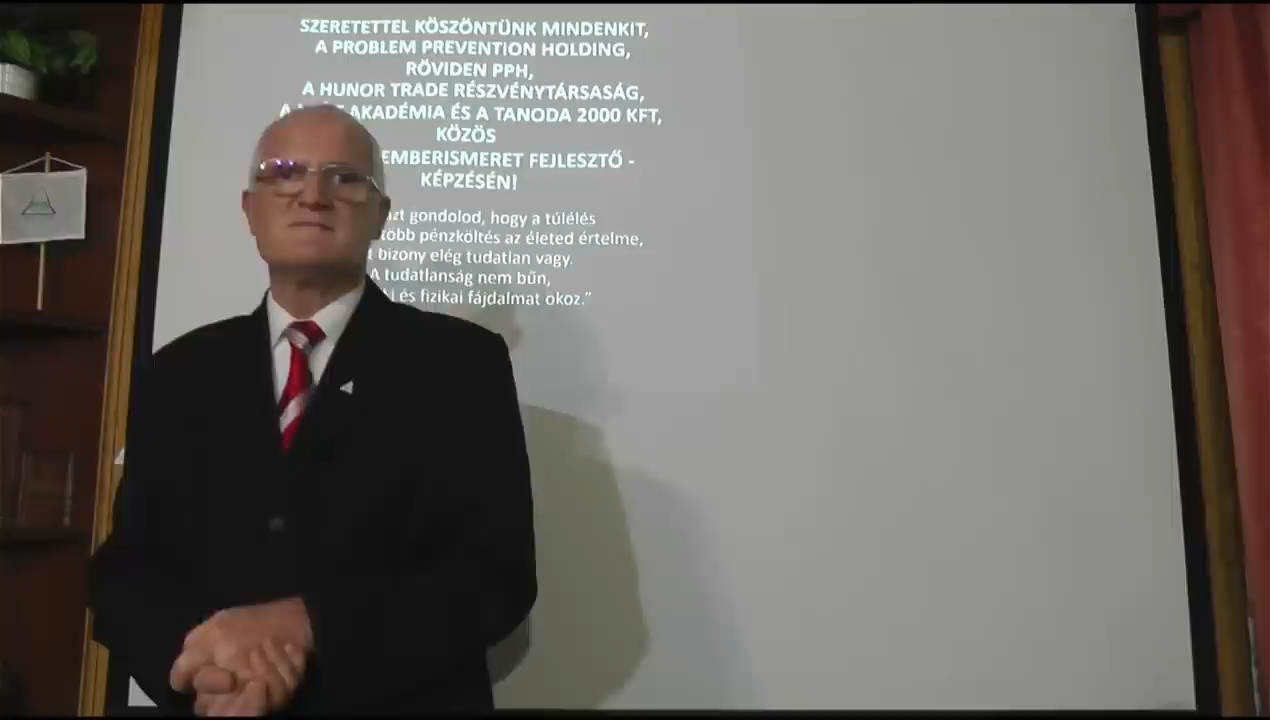 SZERETETTEL KÖSZÖNTÜNK MINDENKIT,
A PROBLEM PREVENTION HOLDING,
RÖVIDEN PPH,
A HUNOR TRADE RÉSZVÉNYTÁRSASÁG,
AKADÉMIA ÉS A TANODA 2000 KFT,
KÖZÖS
EMBERISMERET FEJLESZTŐ -
KÉPZÉSÉN!
gondolod, hogy a túlélés
több pénzköltés az életed értelme,
bizony elég tudatlan vagy.
A tudatlanság nem bűn,
és fizikai fájdalmat okoz.”